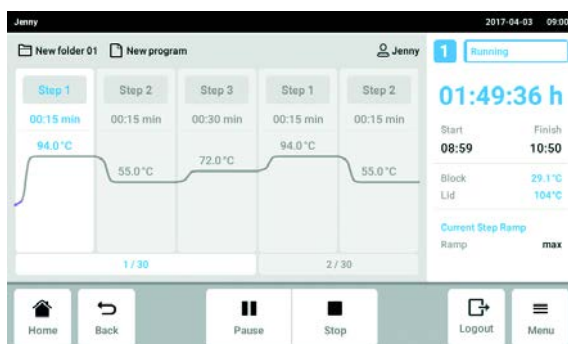 Jenny
2017-04-03 09:00
New folder 01 New program Jenny
1 Running
Step 1 Step 2 Step 3 Step 1 Step 2
00:15 min 00:15 min 00:30 min 00:15 min 00:15 min
94.0°C 55.0°C 72.0°C 94.0°C 55.0°C
1 / 30 2 / 30
01:49:36 h
Start Finish
08:59 10:50
Block 29.1°C
Lid 104°C
Current Step Ramp
Ramp max
Home Back Pause Stop Logout Menu